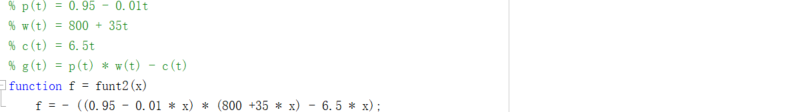 % p(t) = 0.95 - 0.01t
% w(t) = 800 + 35t
% c(t) = 6.5t
% g(t) = p(t) * w(t) - c(t)
function f = funt2(x)
f = - ((0.95 - 0.01 * x) * (800 +35 * x) - 6.5 * x);